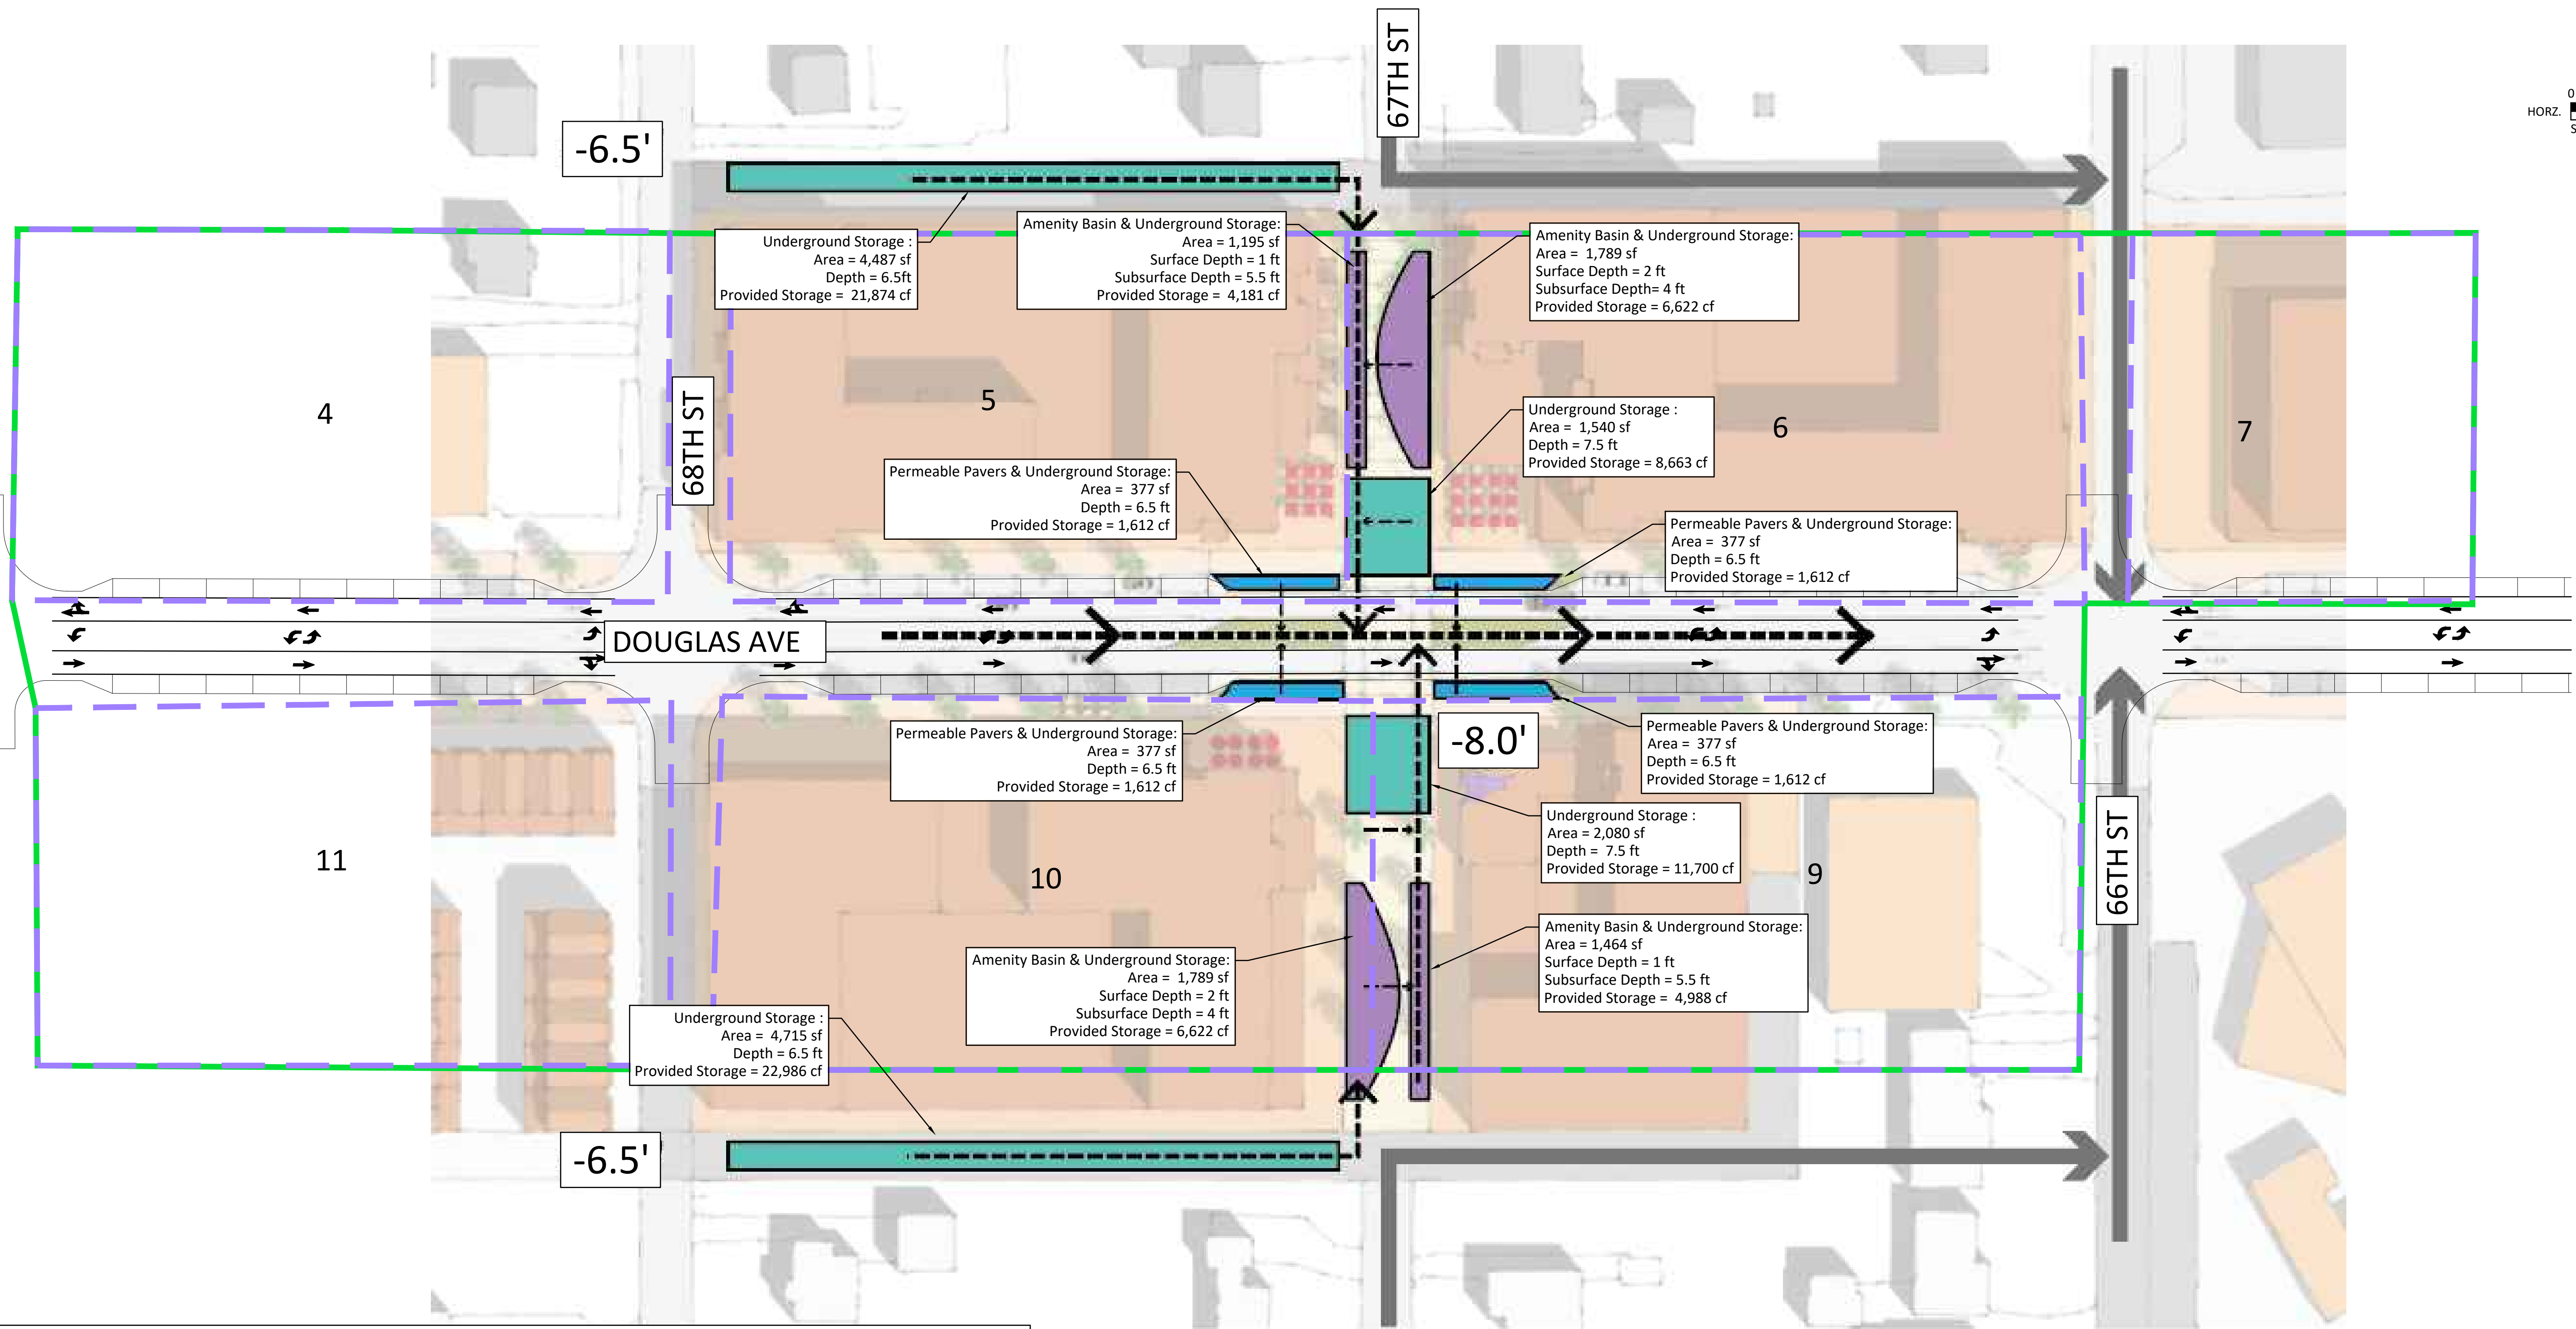 67TH ST
0
HORZ.
S
-6.5'
Underground Storage :
Area = 4,487 sf
Depth = 6.5ft
Provided Storage = 21,874 cf
Amenity Basin & Underground Storage:
Area = 1,195 sf
Surface Depth = 1 ft
Subsurface Depth = 5.5 ft
Provided Storage = 4,181 cf
Amenity Basin & Underground Storage:
Area = 1,789 sf
Surface Depth = 2 ft
Subsurface Depth= 4 ft
Provided Storage = 6,622 cf
4
68TH ST
5
Underground Storage :
Area = 1,540 sf
Depth = 7.5 ft
Provided Storage = 8,663 cf
6
7
Permeable Pavers & Underground Storage:
Area = 377 sf
Depth = 6.5 ft
Provided Storage = 1,612 cf
Permeable Pavers & Underground Storage:
Area = 377 sf
Depth = 6.5 ft
Provided Storage = 1,612 cf
DOUGLAS AVE
Permeable Pavers & Underground Storage:
Area = 377 sf
Depth = 6.5 ft
Provided Storage = 1,612 cf
-8.0'
Permeable Pavers & Underground Storage:
Area = 377 sf
Depth = 6.5 ft
Provided Storage = 1,612 cf
11
10
Underground Storage :
Area = 2,080 sf
Depth = 7.5 ft
Provided Storage = 11,700 cf
9
66TH ST
Amenity Basin & Underground Storage:
Area = 1,789 sf
Surface Depth = 2 ft
Subsurface Depth = 4 ft
Provided Storage = 6,622 cf
Amenity Basin & Underground Storage:
Area = 1,464 sf
Surface Depth = 1 ft
Subsurface Depth = 5.5 ft
Provided Storage = 4,988 cf
Underground Storage :
Area = 4,715 sf
Depth = 6.5 ft
Provided Storage = 22,986 cf
-6.5'